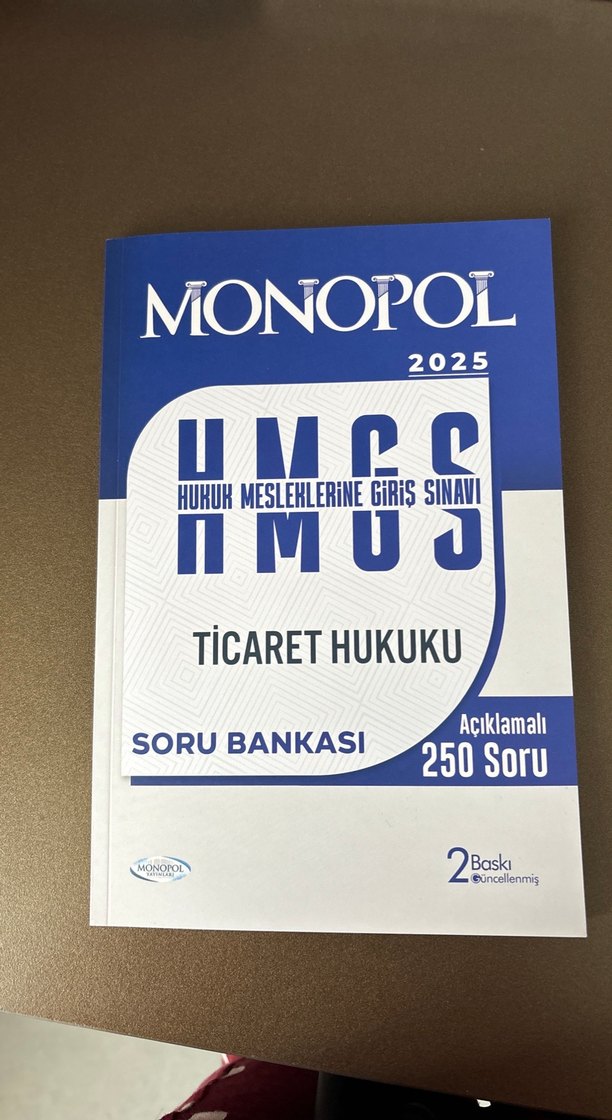 MONOPOL
2025
HMGS
HUKUK MESLEKLERİNE GİRİŞ SINAVI
TİCARET HUKUKU
SORU BANKASI
Açıklamalı
250 Soru
MONOPOL
YAYINLARI
2 Baskı
Güncellenmiş